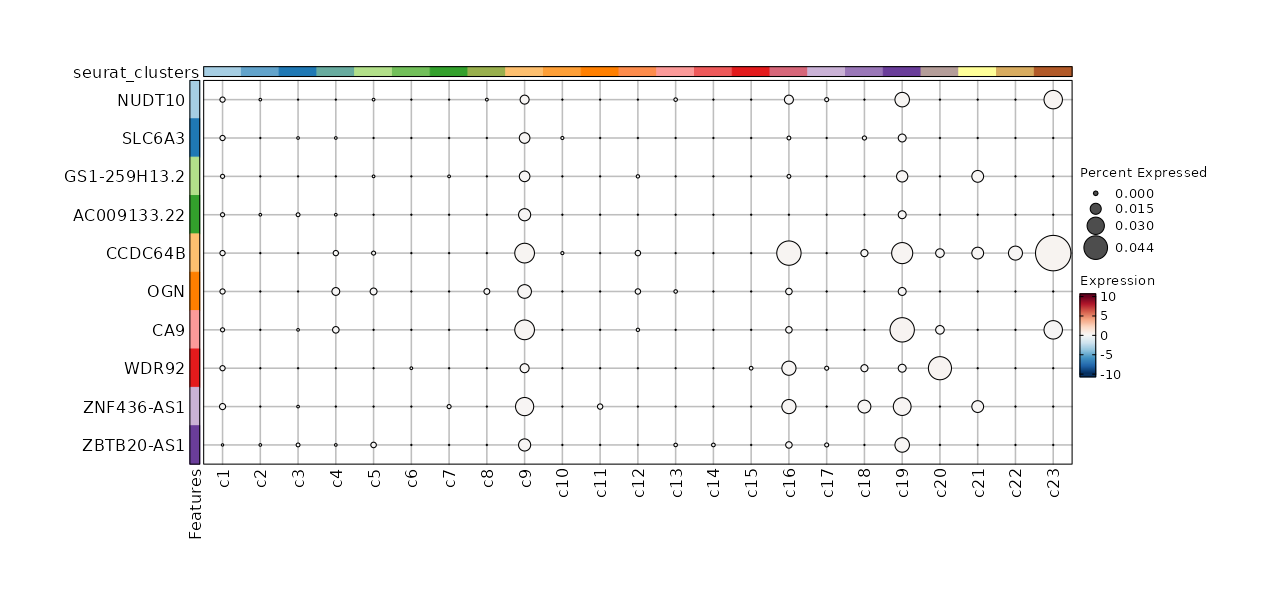 seurat_clusters
NUDT10
SLC6A3
GS1-259H13.2
AC009133.22
CCDC64B
OGN
CA9
WDR92
ZNF436-AS1
ZBTB20-AS1
Features
c1
c2
c3
c4
c5
c6
c7
c8
c9
c10
c11
c12
c13
c14
c15
c16
c17
c18
c19
c20
c21
c22
c23
Percent Expressed
0.000
0.015
0.030
0.044
Expression
10
5
0
-5
-10